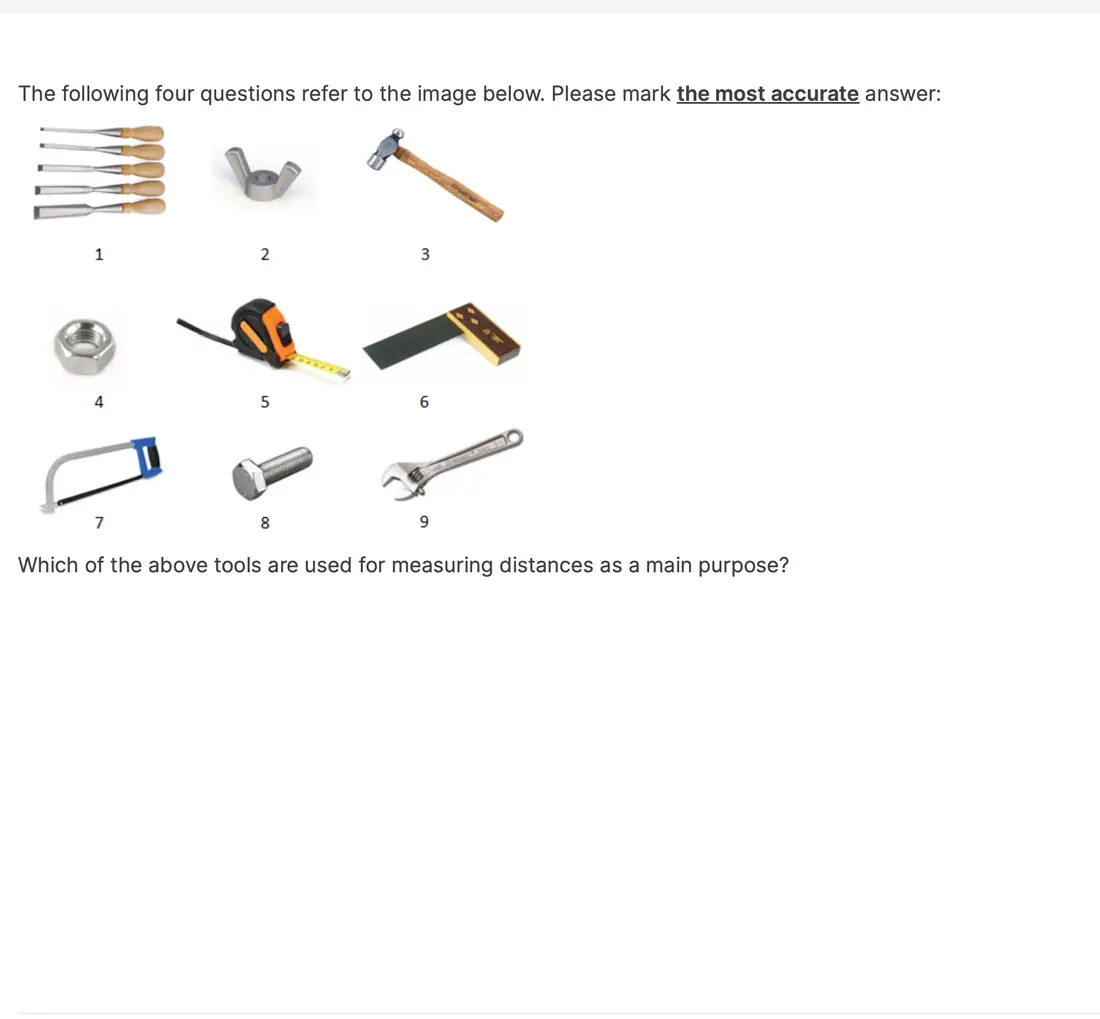 The following four questions refer to the image below. Please mark the most accurate answer:
1 2 3
4 5 6
7 8 9
Which of the above tools are used for measuring distances as a main purpose?